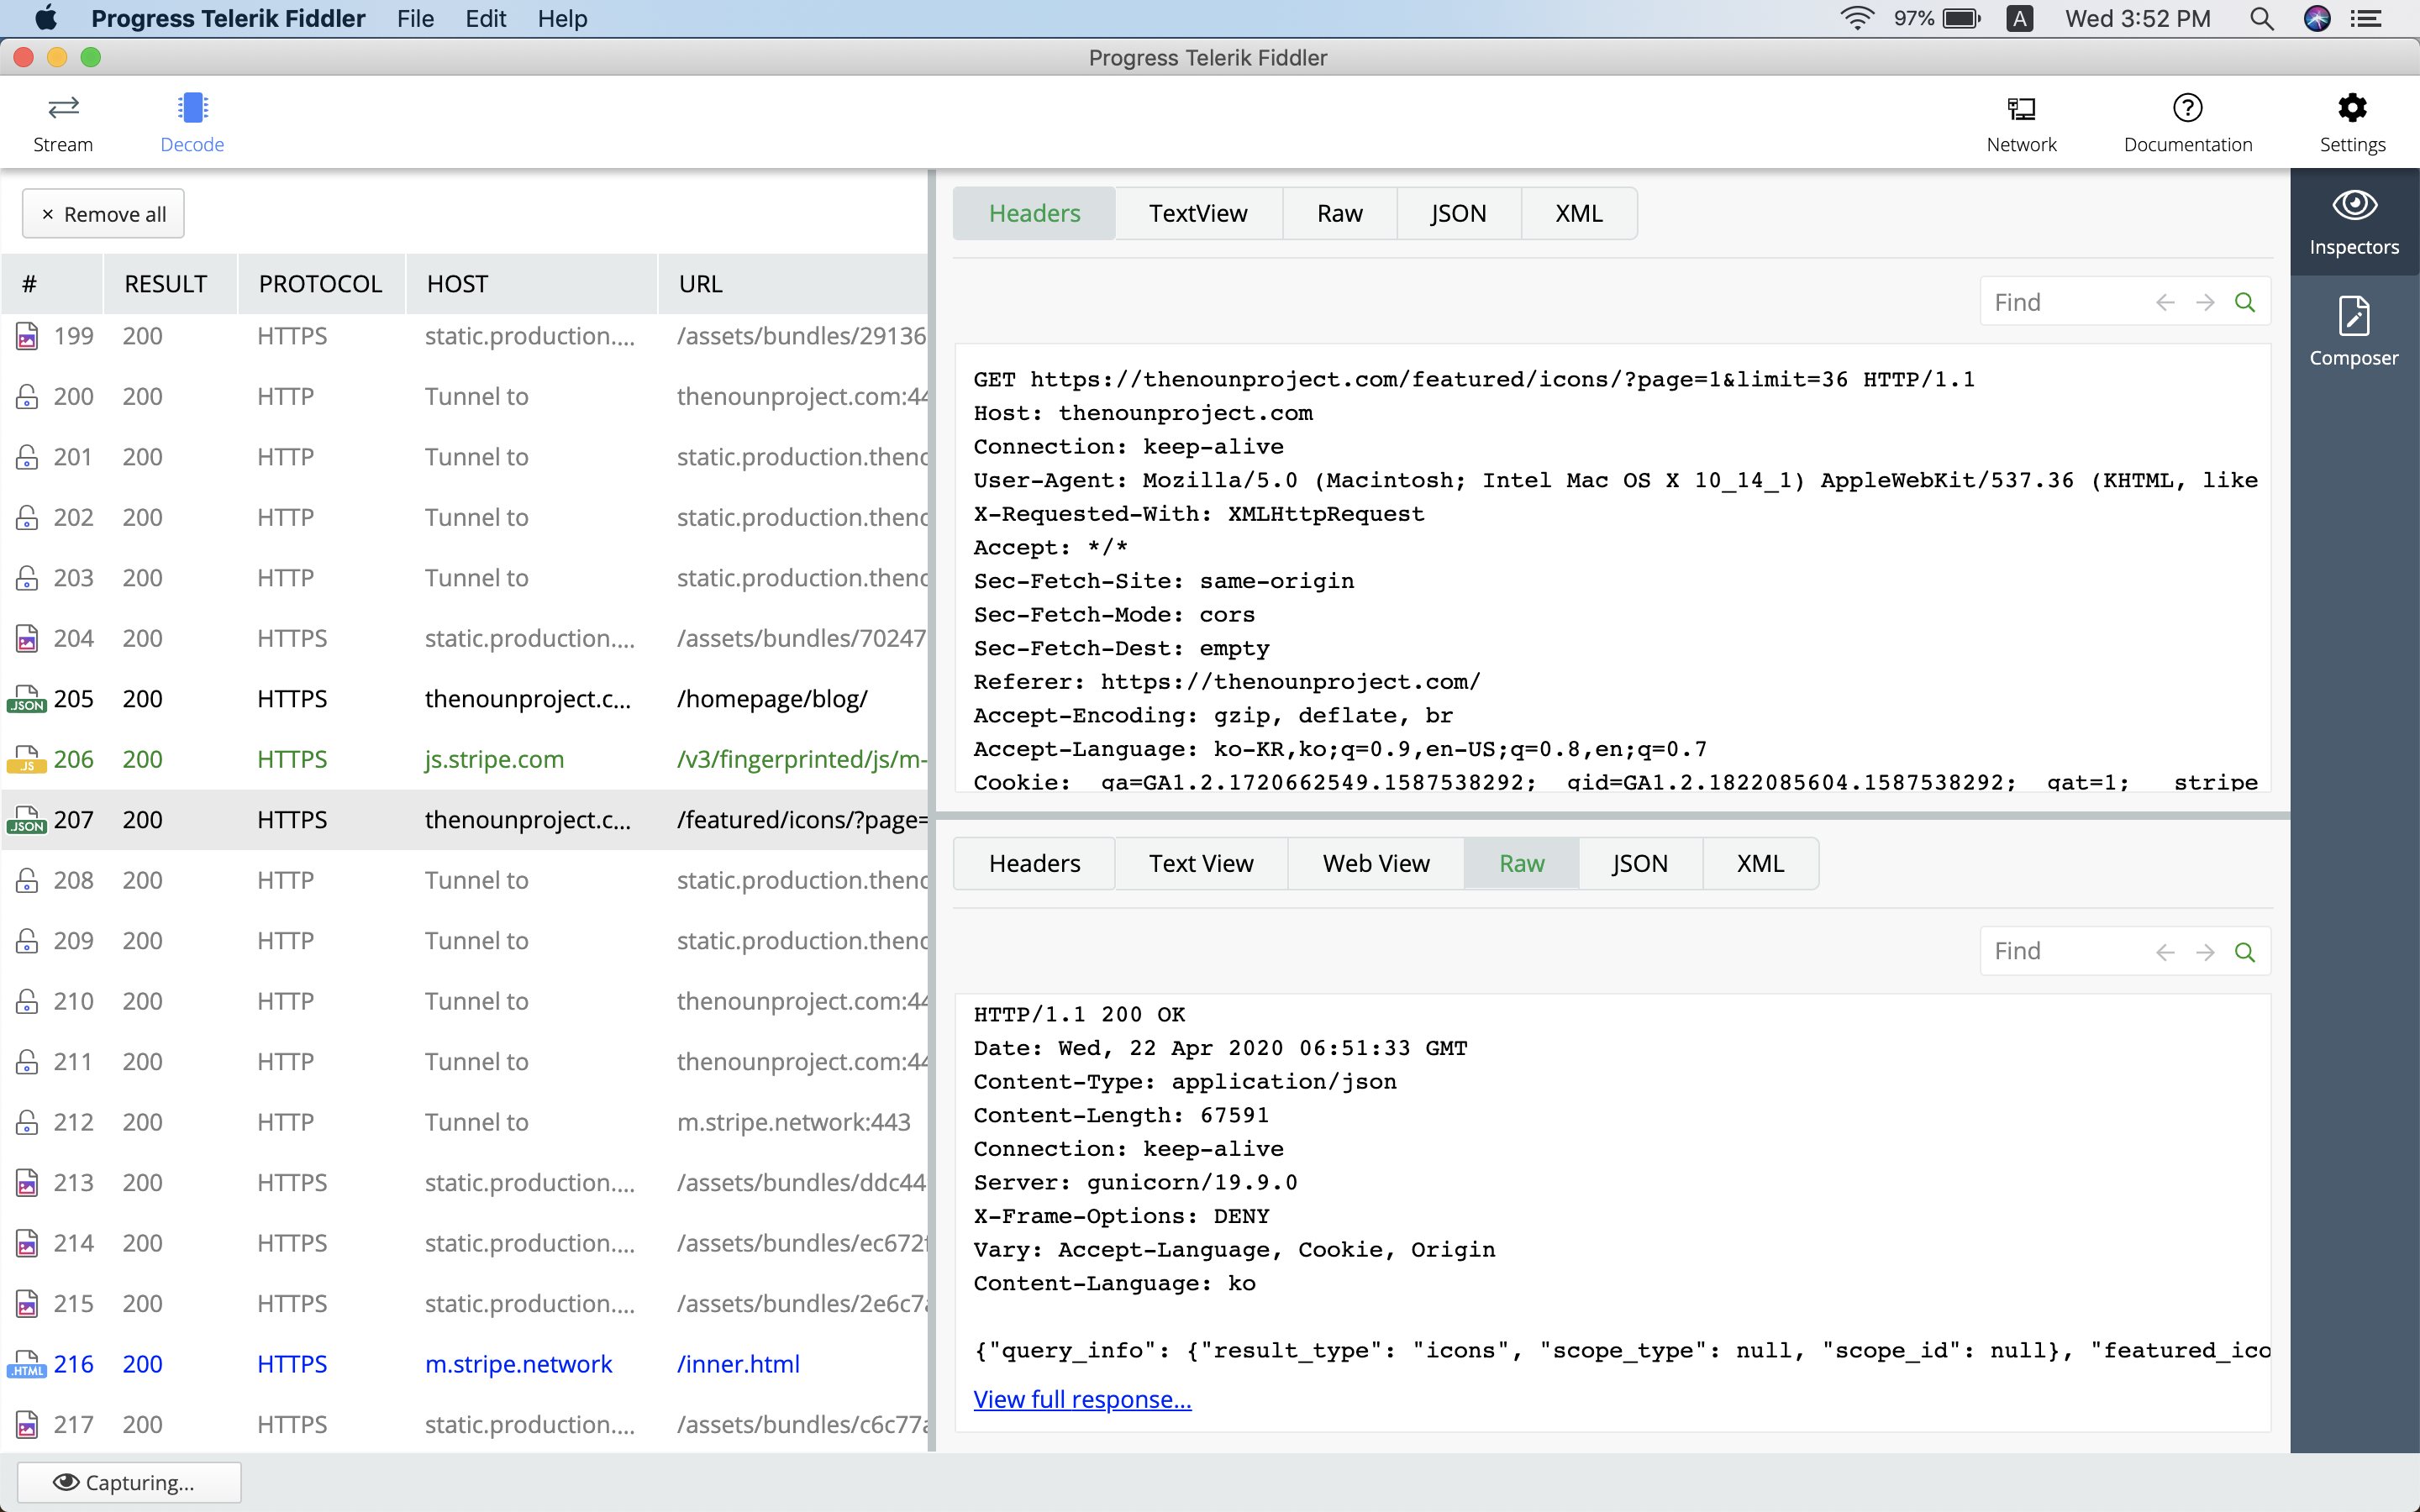 Progress Telerik Fiddler File Edit Help 97% A Wed 3:52 PM
Progress Telerik Fiddler
Stream Decode Network Documentation Settings
× Remove all
# RESULT PROTOCOL HOST URL
199 200 HTTPS static.production.... /assets/bundles/29136
200 200 HTTP Tunnel to thenounproject.com:44
201 200 HTTP Tunnel to static.production.theno
202 200 HTTP Tunnel to static.production.theno
203 200 HTTP Tunnel to static.production.theno
204 200 HTTPS static.production.... /assets/bundles/70247
JSON 205 200 HTTPS thenounproject.c... /homepage/blog/
JS 206 200 HTTPS js.stripe.com /v3/fingerprinted/js/m-
JSON 207 200 HTTPS thenounproject.c... /featured/icons/?page=
208 200 HTTP Tunnel to static.production.theno
209 200 HTTP Tunnel to static.production.theno
210 200 HTTP Tunnel to thenounproject.com:44
211 200 HTTP Tunnel to thenounproject.com:44
212 200 HTTP Tunnel to m.stripe.network:443
213 200 HTTPS static.production.... /assets/bundles/ddc44
214 200 HTTPS static.production.... /assets/bundles/ec672f
215 200 HTTPS static.production.... /assets/bundles/2e6c7a
.HTML 216 200 HTTPS m.stripe.network /inner.html
217 200 HTTPS static.production.... /assets/bundles/c6c77a
Capturing...
Headers TextView Raw JSON XML
Find
GET https://thenounproject.com/featured/icons/?page=1&limit=36 HTTP/1.1
Host: thenounproject.com
Connection: keep-alive
User-Agent: Mozilla/5.0 (Macintosh; Intel Mac OS X 10_14_1) AppleWebKit/537.36 (KHTML, like
X-Requested-With: XMLHttpRequest
Accept: */*
Sec-Fetch-Site: same-origin
Sec-Fetch-Mode: cors
Sec-Fetch-Dest: empty
Referer: https://thenounproject.com/
Accept-Encoding: gzip, deflate, br
Accept-Language: ko-KR,ko;q=0.9,en-US;q=0.8,en;q=0.7
Cookie: ga=GA1.2.1720662549.1587538292; gid=GA1.2.1822085604.1587538292; gat=1; stripe
Headers Text View Web View Raw JSON XML
Find
HTTP/1.1 200 OK
Date: Wed, 22 Apr 2020 06:51:33 GMT
Content-Type: application/json
Content-Length: 67591
Connection: keep-alive
Server: gunicorn/19.9.0
X-Frame-Options: DENY
Vary: Accept-Language, Cookie, Origin
Content-Language: ko
{"query_info": {"result_type": "icons", "scope_type": null, "scope_id": null}, "featured_ico
View full response...
Inspectors
Composer